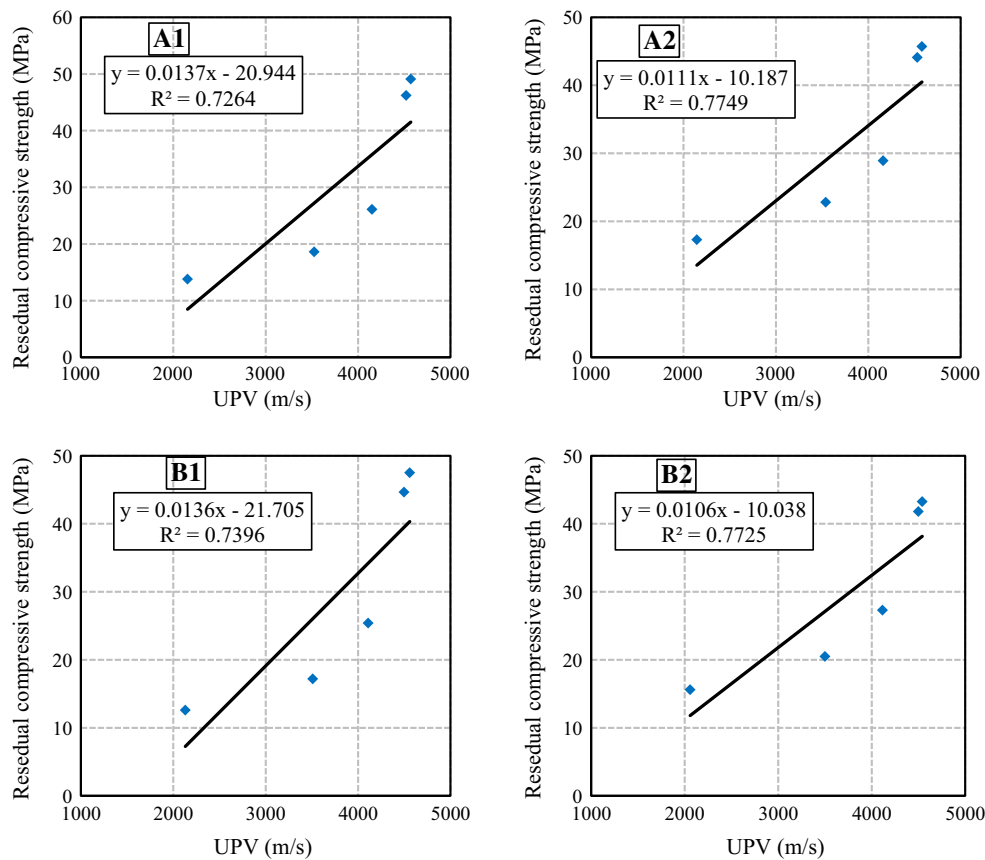 A1
y = 0.0137x - 20.944
R² = 0.7264
Resedual compressive strength (MPa)
60
50
40
30
20
10
0
1000 2000 3000 4000 5000
UPV (m/s)
A2
y = 0.0111x - 10.187
R² = 0.7749
Resedual compressive strength (MPa)
50
40
30
20
10
0
1000 2000 3000 4000 5000
UPV (m/s)
B1
y = 0.0136x - 21.705
R² = 0.7396
Resedual compressive strength (MPa)
50
40
30
20
10
0
1000 2000 3000 4000 5000
UPV (m/s)
B2
y = 0.0106x - 10.038
R² = 0.7725
Resedual compressive strength (MPa)
50
40
30
20
10
0
1000 2000 3000 4000 5000
UPV (m/s)